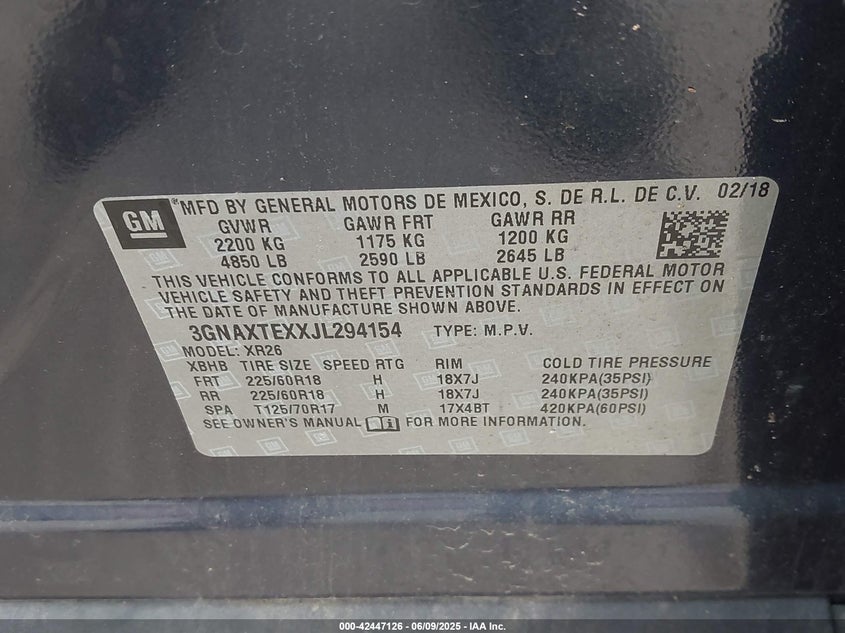 GM
®MFD BY GENERAL MOTORS DE MEXICO, S. DE R.L. DE C.V. 02/18
GVWR GAWR FRT GAWR RR
2200 KG 1175 KG 1200 KG
4850 LB 2590 LB 2645 LB
THIS VEHICLE CONFORMS TO ALL APPLICABLE U.S. FEDERAL MOTOR
VEHICLE SAFETY AND THEFT PREVENTION STANDARDS IN EFFECT ON
THE DATE OF MANUFACTURE SHOWN ABOVE.
3GNAXTEXXJL294154 TYPE: M.P.V.
MODEL: XR26
XBHB TIRE SIZE SPEED RTG RIM COLD TIRE PRESSURE
FRT 225/60R18 H 18X7J 240KPA(35PSI)
RR 225/60R18 H 18X7J 240KPA(35PSI)
SPA T125/70R17 M 17X4BT 420KPA(60PSI)
SEE OWNER'S MANUAL FOR MORE INFORMATION.
000-42447126 - 06/09/2025 - IAA Inc.